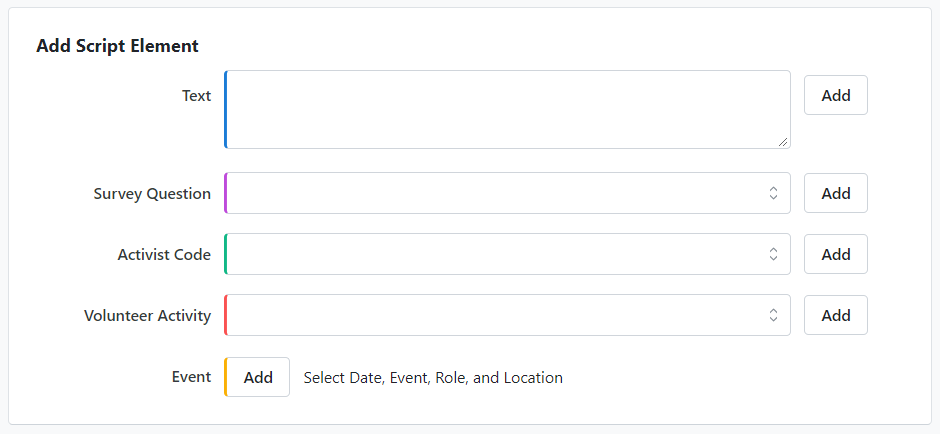 Add Script Element
Text Add
Survey Question Add
Activist Code Add
Volunteer Activity Add
Event Add Select Date, Event, Role, and Location